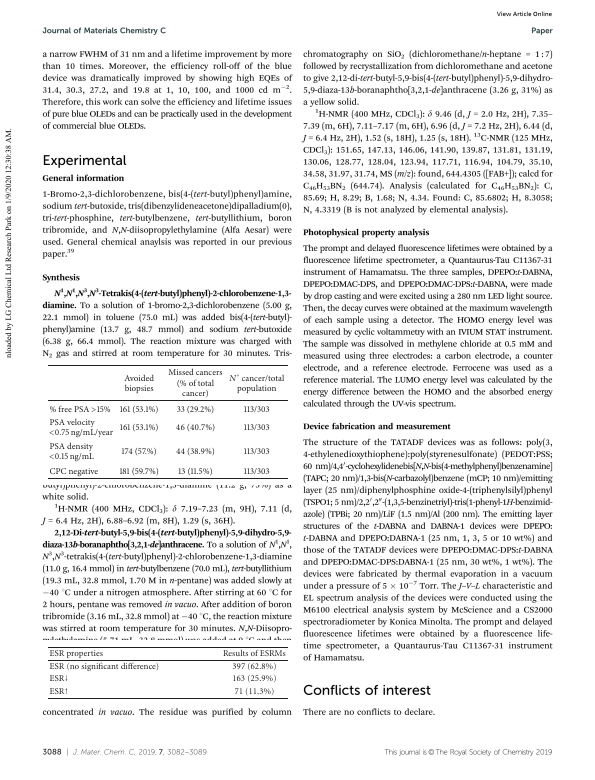 View Article Online
Journal of Materials Chemistry C
Paper
nloaded by LG Chemical Ltd Research Park on 1/9/2020 12:30:38 AM.
a narrow FWHM of 31 nm and a lifetime improvement by more
than 10 times. Moreover, the efficiency roll-off of the blue
device was dramatically improved by showing high EQEs of
31.4, 30.3, 27.2, and 19.8 at 1, 10, 100, and 1000 cd m⁻².
Therefore, this work can solve the efficiency and lifetime issues
of pure blue OLEDs and can be practically used in the development
of commercial blue OLEDs.
Experimental
General information
1-Bromo-2,3-dichlorobenzene, bis(4-(tert-butyl)phenyl)amine,
sodium tert-butoxide, tris(dibenzylideneacetone)dipalladium(0),
tri-tert-phosphine, tert-butylbenzene, tert-butyllithium, boron
tribromide, and N,N-diisopropylethylamine (Alfa Aesar) were
used. General chemical anaylsis was reported in our previous
paper.³⁹
Synthesis
N¹,N¹,N³,N³-Tetrakis(4-(tert-butyl)phenyl)-2-chlorobenzene-1,3-
diamine. To a solution of 1-bromo-2,3-dichlorobenzene (5.00 g,
22.1 mmol) in toluene (75.0 mL) was added bis(4-(tert-butyl)-
phenyl)amine (13.7 g, 48.7 mmol) and sodium tert-butoxide
(6.38 g, 66.4 mmol). The reaction mixture was charged with
N₂ gas and stirred at room temperature for 30 minutes. Tris-
Avoided biopsies Missed cancers (% of total cancer) N° cancer/total population
% free PSA >15% 161 (53.1%) 33 (29.2%) 113/303
PSA velocity <0.75 ng/mL/year 161 (53.1%) 46 (40.7%) 113/303
PSA density <0.15 ng/mL 174 (57.%) 44 (38.9%) 113/303
CPC negative 181 (59.7%) 13 (11.5%) 113/303
butyl)phenyl)-2-chlorobenzene-1,3-diamine (11.2 g, 75%) as a
white solid.
¹H-NMR (400 MHz, CDCl₃): δ 7.19–7.23 (m, 9H), 7.11 (d,
J = 6.4 Hz, 2H), 6.88–6.92 (m, 8H), 1.29 (s, 36H).
2,12-Di-tert-butyl-5,9-bis(4-(tert-butyl)phenyl)-5,9-dihydro-5,9-
diaza-13b-boranaphtho[3,2,1-de]anthracene. To a solution of N¹,N¹,
N³,N³-tetrakis(4-(tert-butyl)phenyl)-2-chlorobenzene-1,3-diamine
(11.0 g, 16.4 mmol) in tert-butylbenzene (70.0 mL), tert-butyllithium
(19.3 mL, 32.8 mmol, 1.70 M in n-pentane) was added slowly at
−40 °C under a nitrogen atmosphere. After stirring at 60 °C for
2 hours, pentane was removed in vacuo. After addition of boron
tribromide (3.16 mL, 32.8 mmol) at −40 °C, the reaction mixture
was stirred at room temperature for 30 minutes. N,N-Diisopro-
ESR properties Results of ESRMs
ESR (no significant difference) 397 (62.8%)
ESR↓ 163 (25.9%)
ESR↑ 71 (11.3%)
concentrated in vacuo. The residue was purified by column
chromatography on SiO₂ (dichloromethane/n-heptane = 1 : 7)
followed by recrystallization from dichloromethane and acetone
to give 2,12-di-tert-butyl-5,9-bis(4-(tert-butyl)phenyl)-5,9-dihydro-
5,9-diaza-13b-boranaphtho[3,2,1-de]anthracene (3.26 g, 31%) as
a yellow solid.
¹H-NMR (400 MHz, CDCl₃): δ 9.46 (d, J = 2.0 Hz, 2H), 7.35–
7.39 (m, 6H), 7.11–7.17 (m, 6H), 6.96 (d, J = 7.2 Hz, 2H), 6.44 (d,
J = 6.4 Hz, 2H), 1.52 (s, 18H), 1.25 (s, 18H). ¹³C-NMR (125 MHz,
CDCl₃): 151.65, 147.13, 146.06, 141.90, 139.87, 131.81, 131.19,
130.06, 128.77, 128.04, 123.94, 117.71, 116.94, 104.79, 35.10,
34.58, 31.97, 31.74, MS (m/z): found, 644.4305 ([FAB+]); calcd for
C₄₆H₅₃BN₂ (644.74). Analysis (calculated for C₄₆H₅₃BN₂): C,
85.69; H, 8.29; B, 1.68; N, 4.34. Found: C, 85.6802; H, 8.3058;
N, 4.3319 (B is not analyzed by elemental analysis).
Photophysical property analysis
The prompt and delayed fluorescence lifetimes were obtained by a
fluorescence lifetime spectrometer, a Quantaurus-Tau C11367-31
instrument of Hamamatsu. The three samples, DPEPO:t-DABNA,
DPEPO:DMAC-DPS, and DPEPO:DMAC-DPS:t-DABNA, were made
by drop casting and were excited using a 280 nm LED light source.
Then, the decay curves were obtained at the maximum wavelength
of each sample using a detector. The HOMO energy level was
measured by cyclic voltammetry with an IVIUM STAT instrument.
The sample was dissolved in methylene chloride at 0.5 mM and
measured using three electrodes: a carbon electrode, a counter
electrode, and a reference electrode. Ferrocene was used as a
reference material. The LUMO energy level was calculated by the
energy difference between the HOMO and the absorbed energy
calculated through the UV-vis spectrum.
Device fabrication and measurement
The structure of the TATADF devices was as follows: poly(3,
4-ethylenedioxythiophene):poly(styrenesulfonate) (PEDOT:PSS;
60 nm)/4,4′-cyclohexylidenebis[N,N-bis(4-methylphenyl)benzenamine]
(TAPC; 20 nm)/1,3-bis(N-carbazolyl)benzene (mCP; 10 nm)/emitting
layer (25 nm)/diphenylphosphine oxide-4-(triphenylsilyl)phenyl
(TSPO1; 5 nm)/2,2′,2″-(1,3,5-benzinetriyl)-tris(1-phenyl-1H-benzimid-
azole) (TPBi; 20 nm)/LiF (1.5 nm)/Al (200 nm). The emitting layer
structures of the t-DABNA and DABNA-1 devices were DPEPO:
t-DABNA and DPEPO:DABNA-1 (25 nm, 1, 3, 5 or 10 wt%) and
those of the TATADF devices were DPEPO:DMAC-DPS:t-DABNA
and DPEPO:DMAC-DPS:DABNA-1 (25 nm, 30 wt%, 1 wt%). The
devices were fabricated by thermal evaporation in a vacuum
under a pressure of 5 × 10⁻⁷ Torr. The J–V–L characteristic and
EL spectrum analysis of the devices were conducted using the
M6100 electrical analysis system by McScience and a CS2000
spectroradiometer by Konica Minolta. The prompt and delayed
fluorescence lifetimes were obtained by a fluorescence life-
time spectrometer, a Quantaurus-Tau C11367-31 instrument
of Hamamatsu.
Conflicts of interest
There are no conflicts to declare.
3088 | J. Mater. Chem. C, 2019, 7, 3082–3089
This journal is © The Royal Society of Chemistry 2019